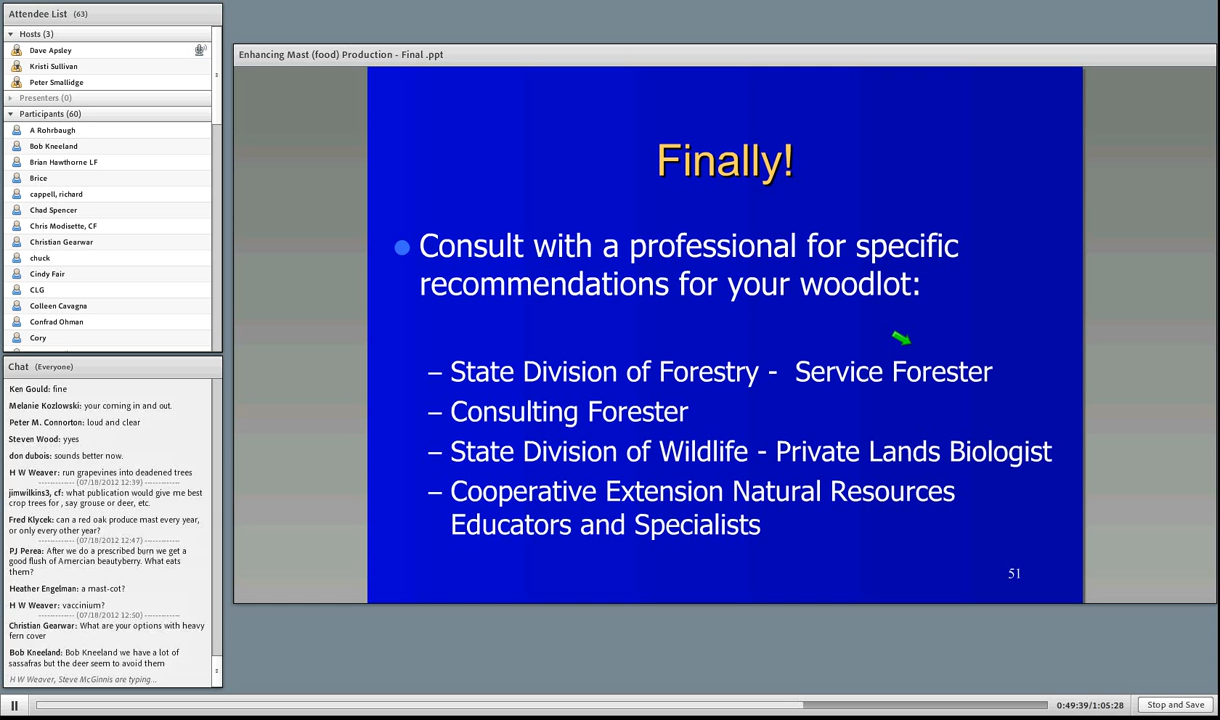 Attendee List (63)
Hosts (3)
Dave Apsley
Kristi Sullivan
Peter Smallidge
Presenters (0)
Participants (60)
A Rohrbaugh
Bob Kneeland
Brian Hawthorne LF
Brice
cappell, richard
Chad Spencer
Chris Modisette, CF
Christian Gearwar
chuck
Cindy Fair
CLG
Colleen Cavagna
Confrad Ohman
Cory
Chat (Everyone)
Ken Gould: fine
Melanie Kozlowski: your coming in and out.
Peter M. Connorton: loud and clear
Steven Wood: yyes
don dubois: sounds better now.
H W Weaver: run grapevines into deadened trees
------------- (07/18/2012 12:39) -------------
jimwilkins3, cf: what publication would give me best
crop trees for , say grouse or deer, etc.
Fred Klycek: can a red oak produce mast every year,
or only every other year?
------------- (07/18/2012 12:47) -------------
PJ Perea: After we do a prescribed burn we get a
good flush of Amercian beautyberry. What eats
them?
Heather Engelman: a mast-cot?
H W Weaver: vaccinium?
------------- (07/18/2012 12:50) -------------
Christian Gearwar: What are your options with heavy
fern cover
Bob Kneeland: Bob Kneeland we have a lot of
sassafras but the deer seem to avoid them
H W Weaver, Steve McGinnis are typing...
Enhancing Mast (food) Production - Final .ppt
Finally!
Consult with a professional for specific
recommendations for your woodlot:
– State Division of Forestry - Service Forester
– Consulting Forester
– State Division of Wildlife - Private Lands Biologist
– Cooperative Extension Natural Resources
Educators and Specialists
51
0:49:39/1:05:28
Stop and Save